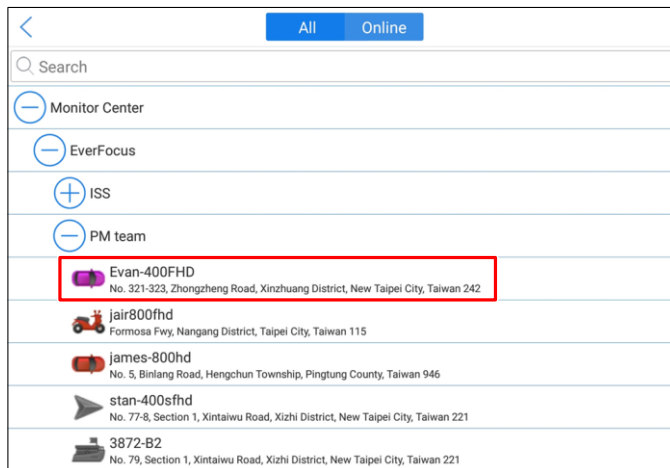 All Online
Search
Monitor Center
EverFocus
ISS
PM team
Evan-400FHD
No. 321-323, Zhongzheng Road, Xinzhuang District, New Taipei City, Taiwan 242
jair800fhd
Formosa Fwy, Nangang District, Taipei City, Taiwan 115
james-800hd
No. 5, Binlang Road, Hengchun Township, Pingtung County, Taiwan 946
stan-400sfhd
No. 77-8, Section 1, Xintaiwu Road, Xizhi District, New Taipei City, Taiwan 221
3872-B2
No. 79, Section 1, Xintaiwu Road, Xizhi District, New Taipei City, Taiwan 221